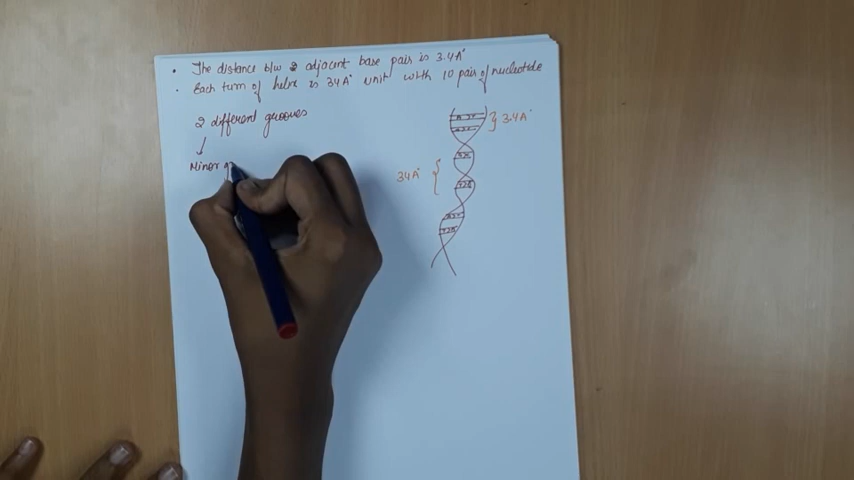 • The distance b/w 2 adjacent base pair is 3.4A°
• Each turn of helix is 34A° unit with 10 pair of nucleotide
2 different grooves
Minor g
3.4A°
34A°